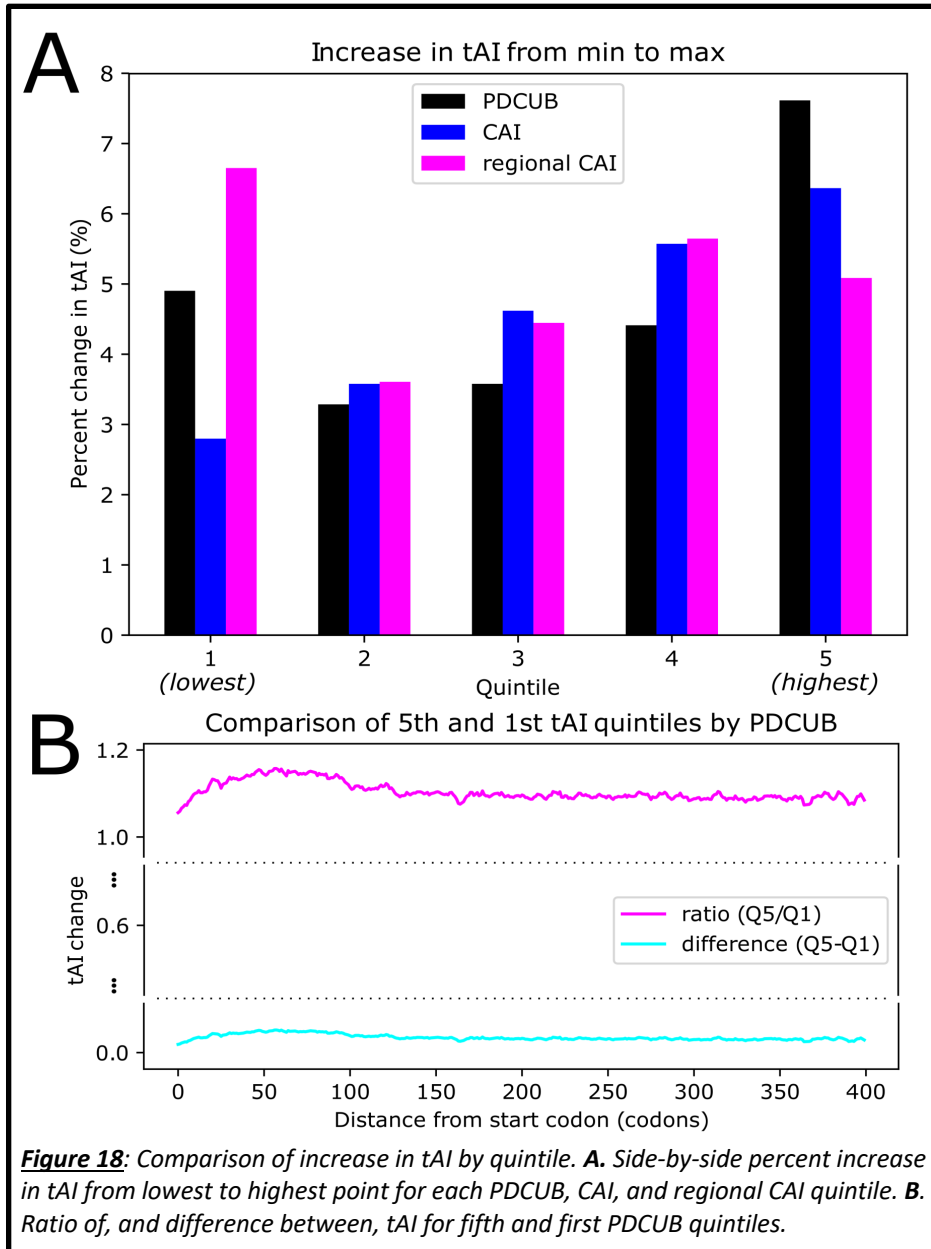 A
Increase in tAI from min to max
8
7
6
5
4
3
2
1
0
Percent change in tAI (%)
PDCUB
CAI
regional CAI
1
2
3
4
5
(lowest)
Quintile
(highest)
B
Comparison of 5th and 1st tAI quintiles by PDCUB
1.2
1.0
0.6
0.0
tAI change
ratio (Q5/Q1)
difference (Q5-Q1)
0
50
100
150
200
250
300
350
400
Distance from start codon (codons)
Figure 18: Comparison of increase in tAI by quintile. A. Side-by-side percent increase
in tAI from lowest to highest point for each PDCUB, CAI, and regional CAI quintile. B.
Ratio of, and difference between, tAI for fifth and first PDCUB quintiles.